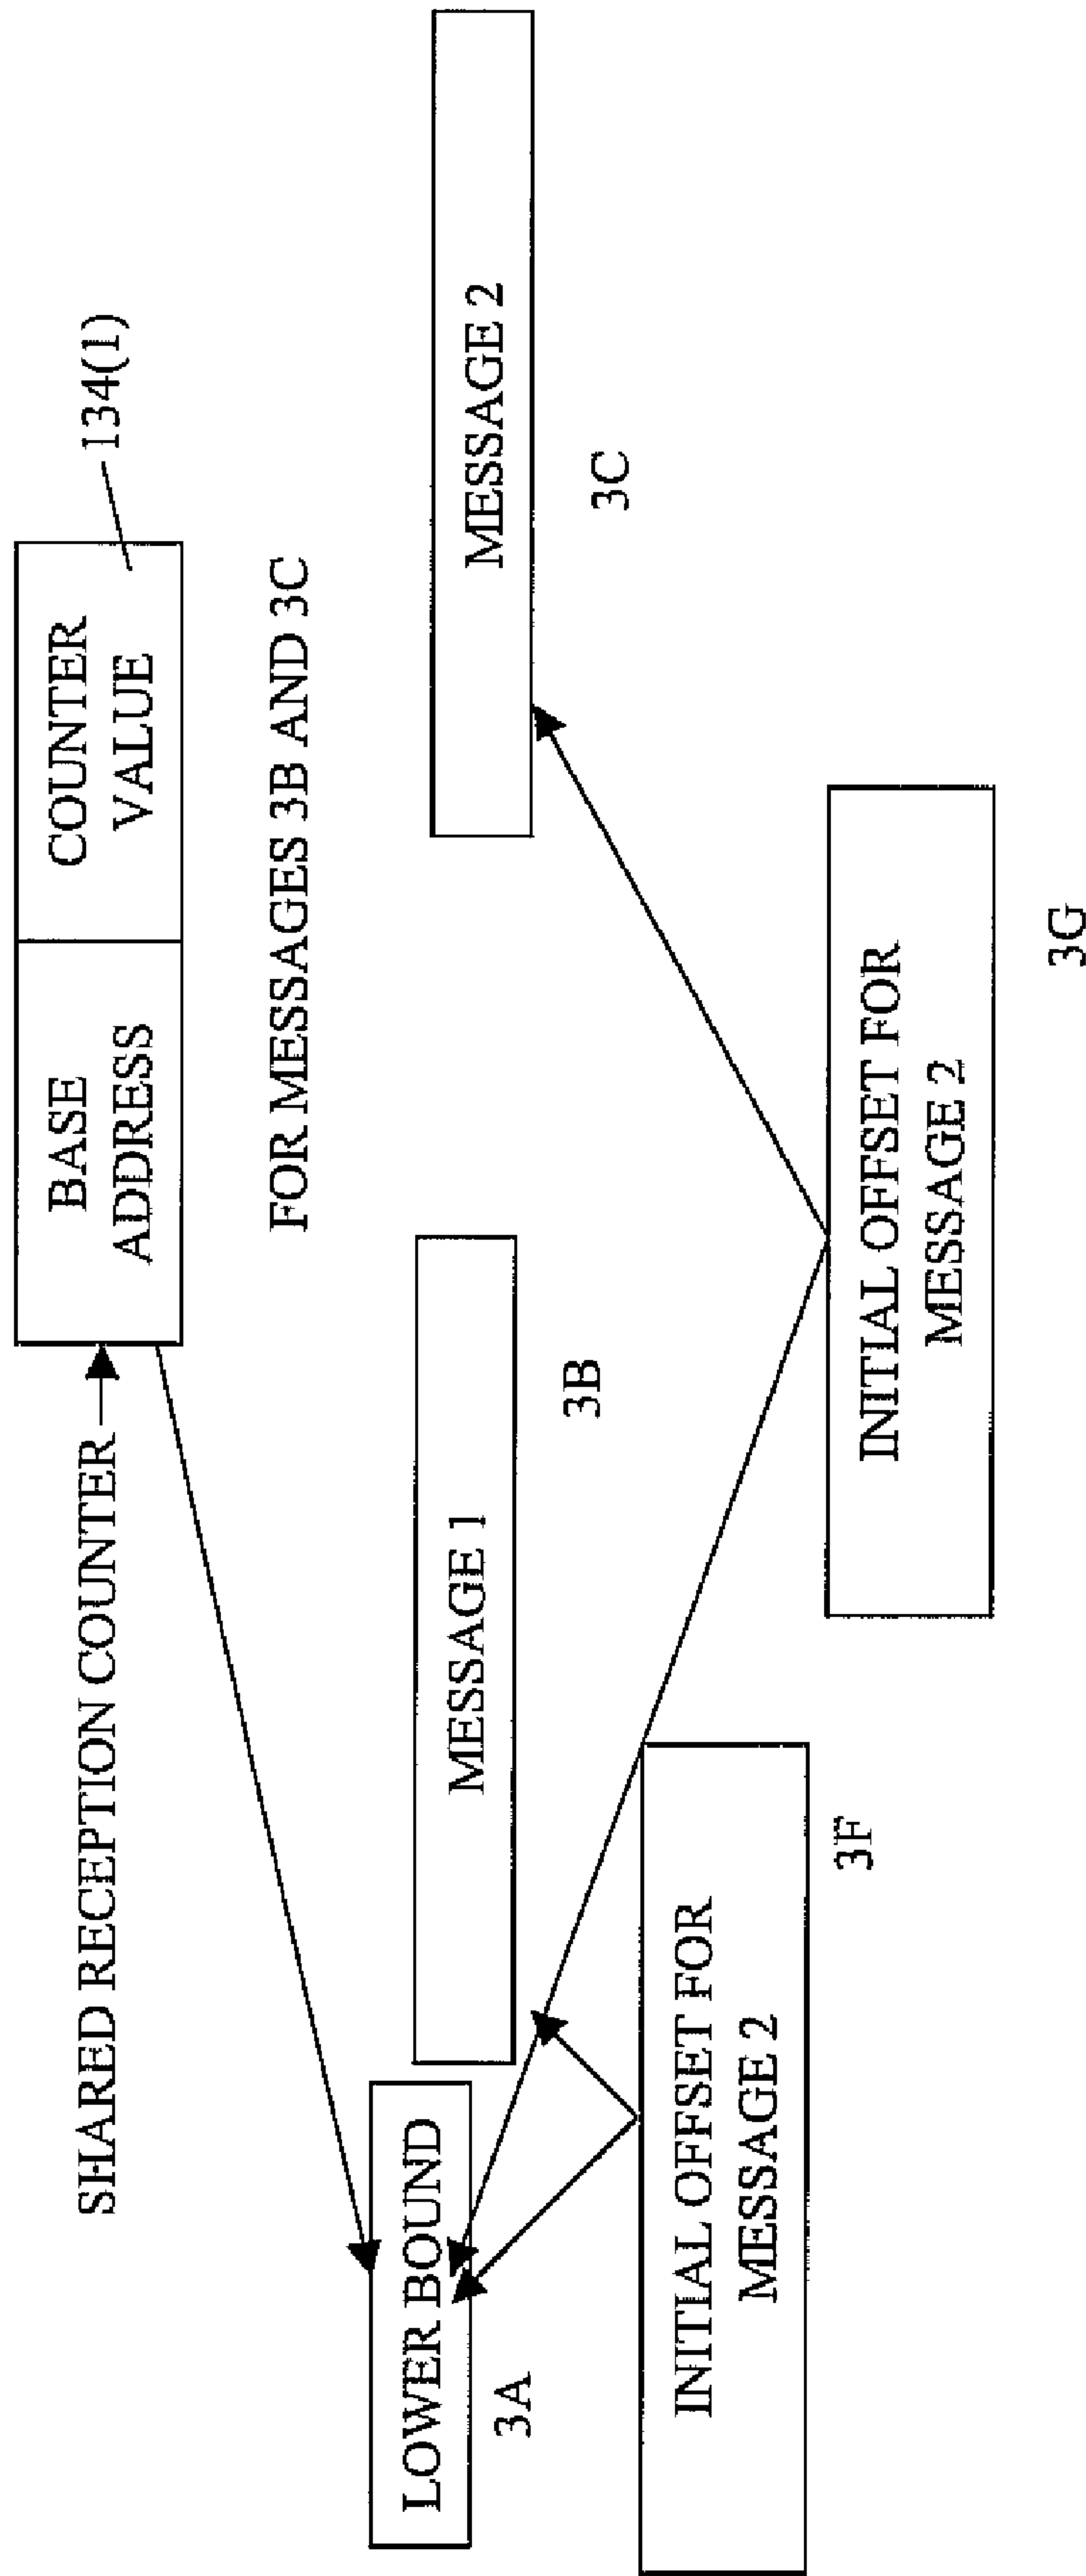 SHARED RECEPTION COUNTER
BASE
ADDRESS
COUNTER
VALUE
134(1)
FOR MESSAGES 3B AND 3C
LOWER BOUND
3A
MESSAGE 1
3B
MESSAGE 2
3C
INITIAL OFFSET FOR
MESSAGE 2
3F
INITIAL OFFSET FOR
MESSAGE 2
3G